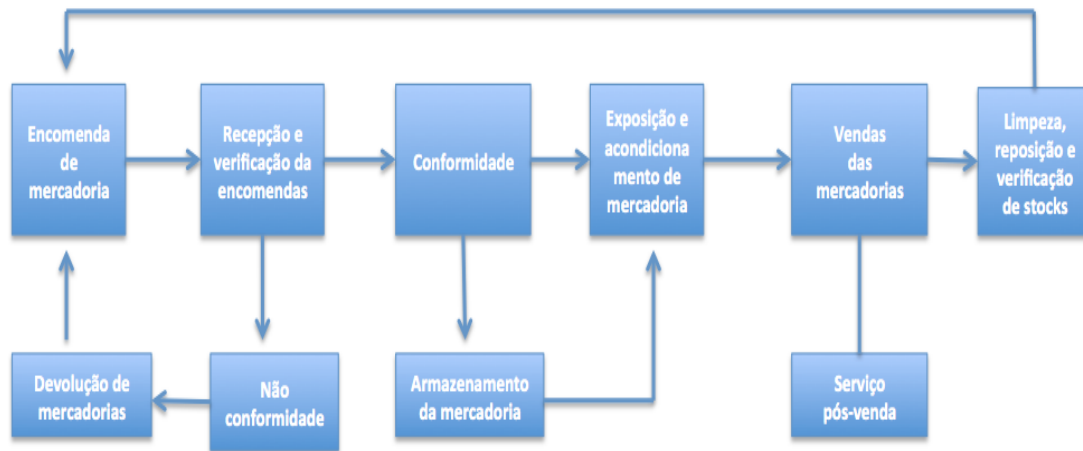 Encomenda
de
mercadoria
Recepção e
verificação da
encomendas
Conformidade
Exposição e
acondiciona
mento de
mercadoria
Vendas
das
mercadorias
Limpeza,
reposição e
verificação
de stocks
Devolução de
mercadorias
Não
conformidade
Armazenamento
da mercadoria
Serviço
pós-venda